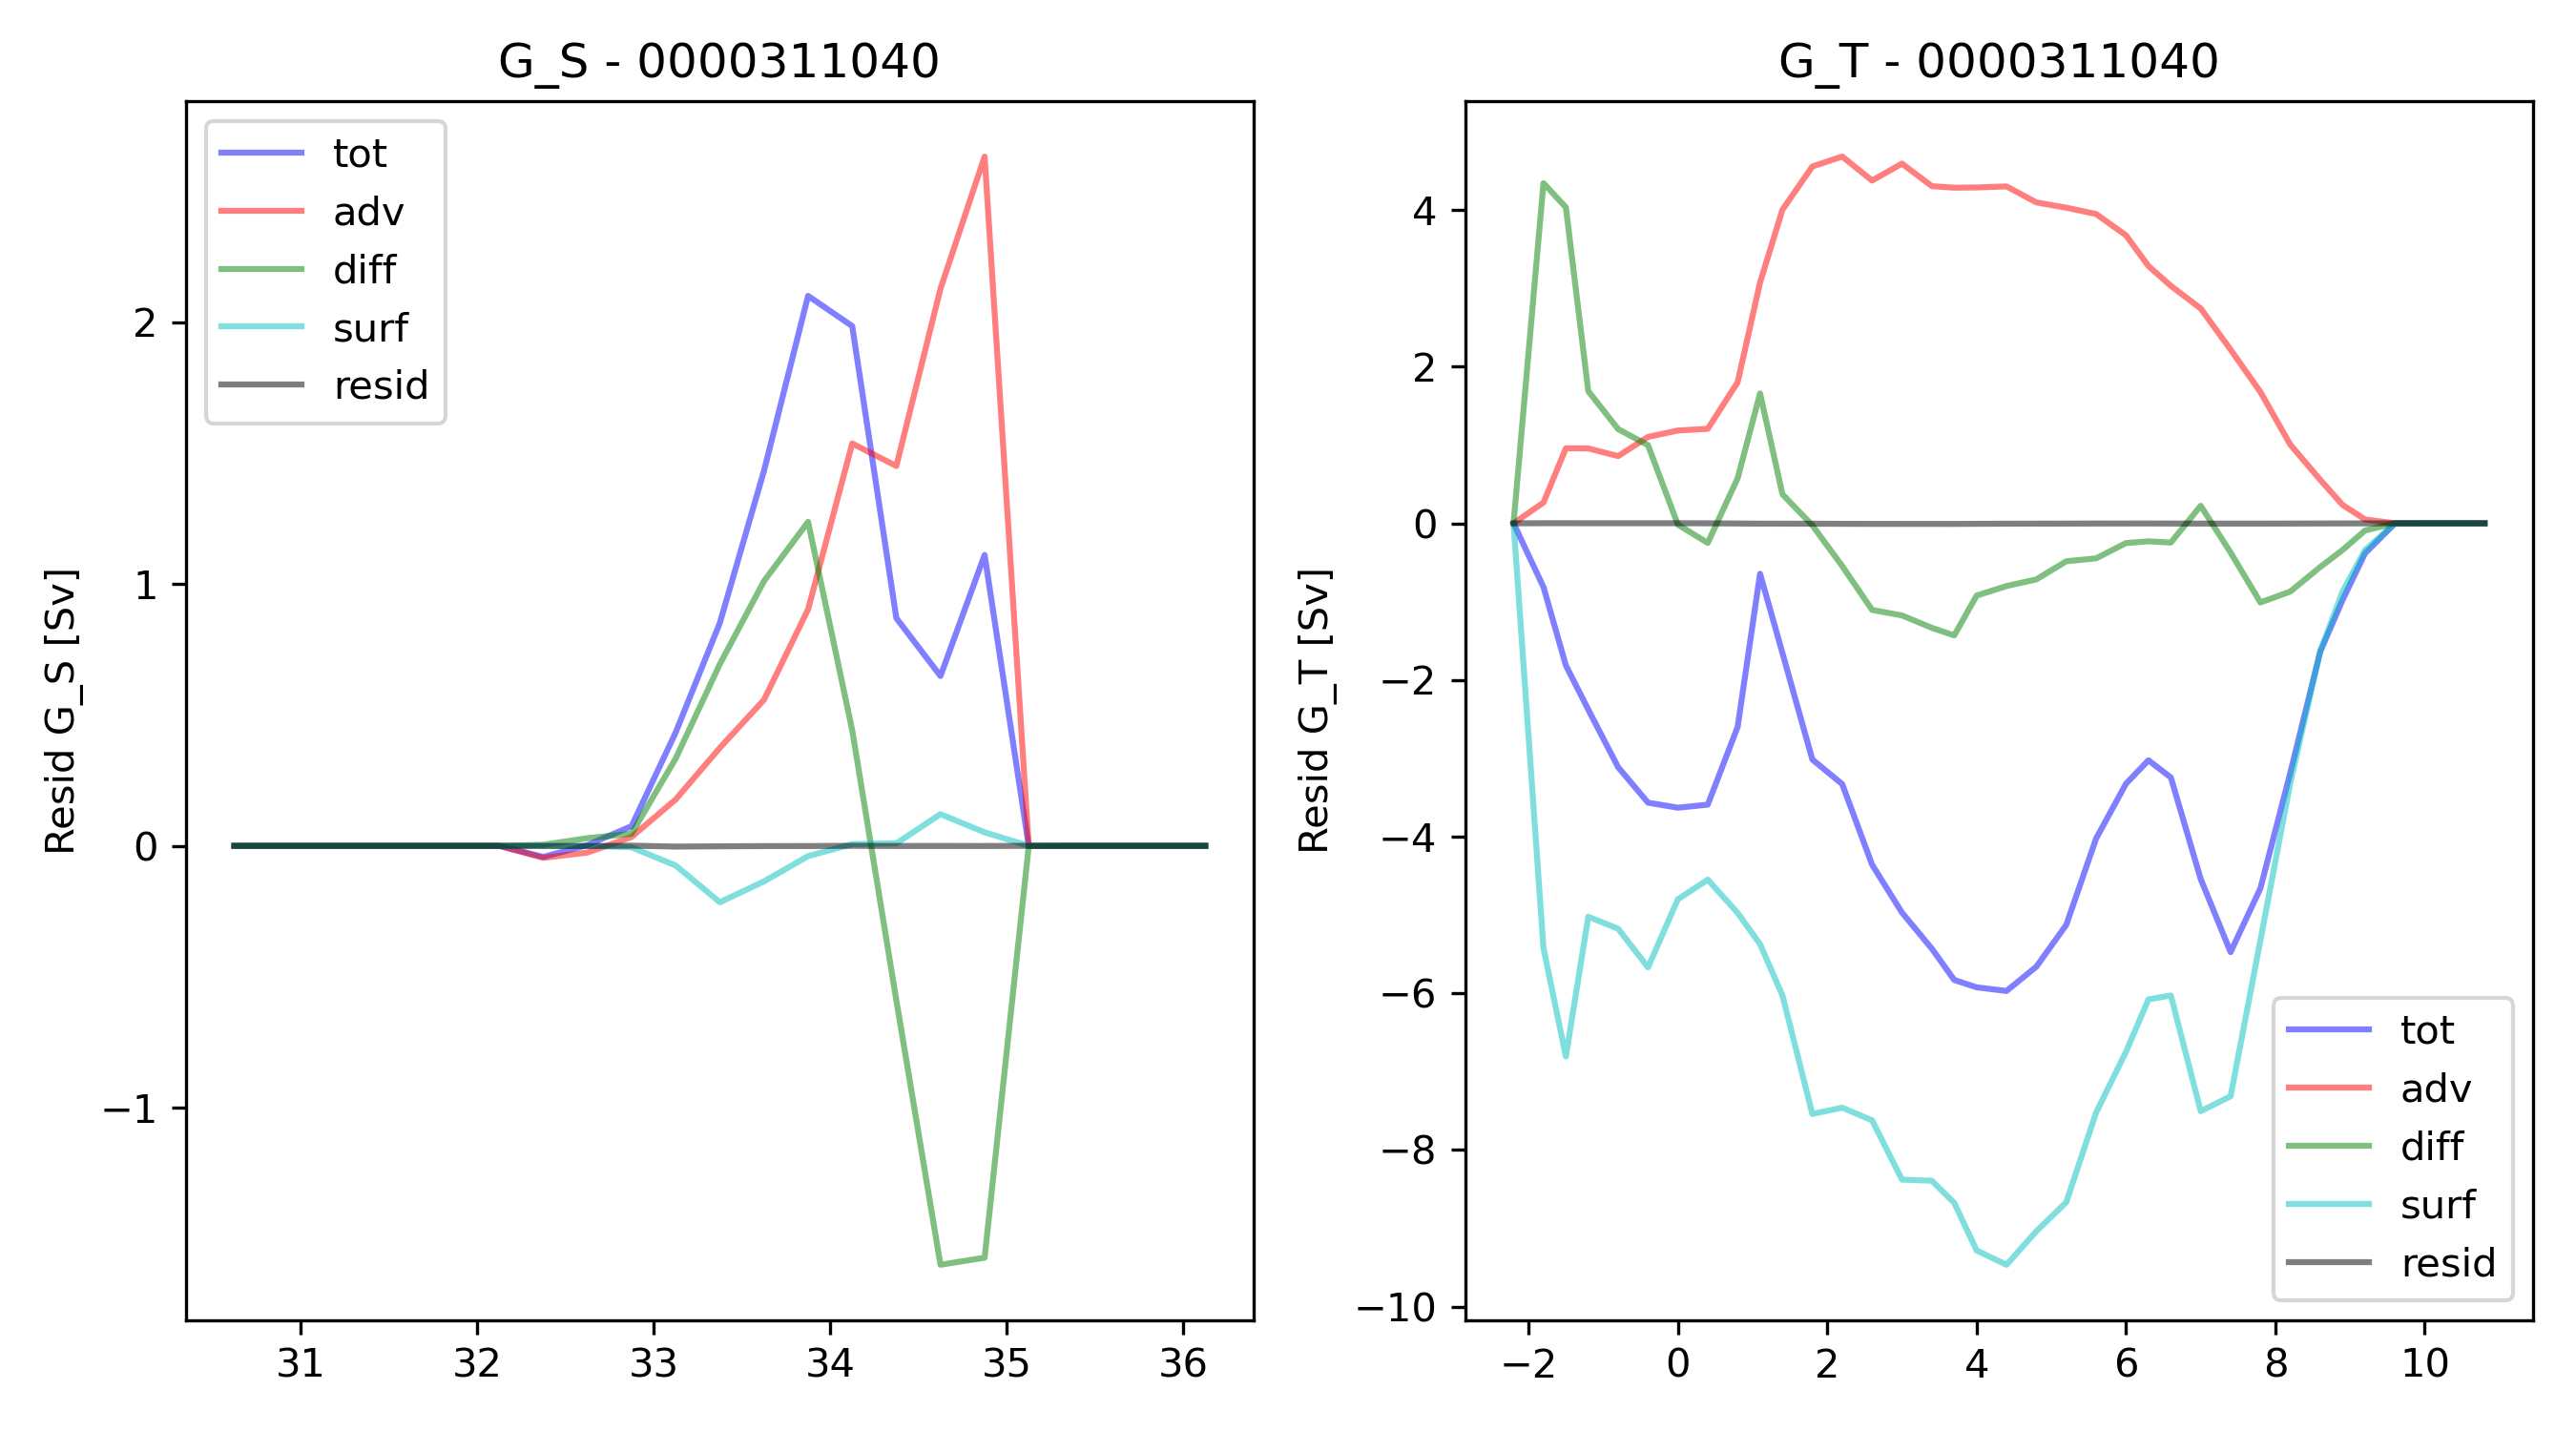 G_S - 0000311040
tot
adv
diff
surf
resid
Resid G_S [Sv]
2
1
0
−1
31 32 33 34 35 36
G_T - 0000311040
Resid G_T [Sv]
4
2
0
−2
−4
−6
−8
−10
−2 0 2 4 6 8 10
tot
adv
diff
surf
resid